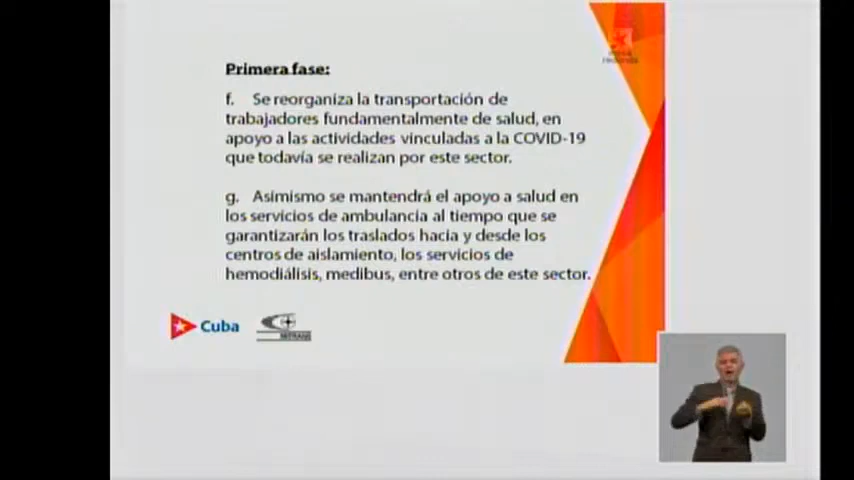 Primera fase:
f. Se reorganiza la transportación de
trabajadores fundamentalmente de salud, en
apoyo a las actividades vinculadas a la COVID-19
que todavía se realizan por este sector.
g. Asimismo se mantendrá el apoyo a salud en
los servicios de ambulancia al tiempo que se
garantizarán los traslados hacia y desde los
centros de aislamiento, los servicios de
hemodiálisis, medibus, entre otros de este sector.
Cuba